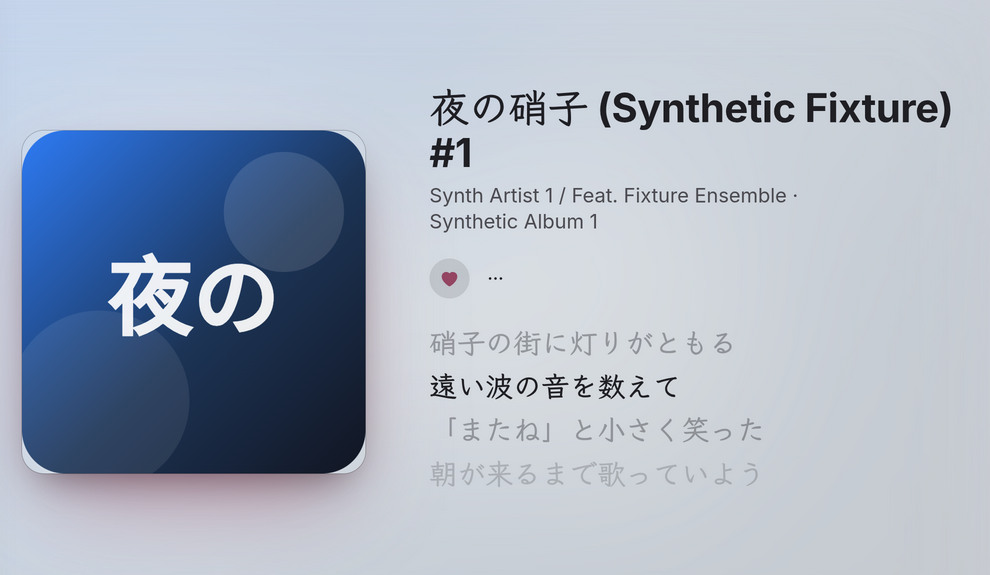 夜の
夜の硝子 (Synthetic Fixture)
#1
Synth Artist 1 / Feat. Fixture Ensemble ·
Synthetic Album 1
...
硝子の街に灯りがともる
遠い波の音を数えて
「またね」と小さく笑った
朝が来るまで歌っていよう